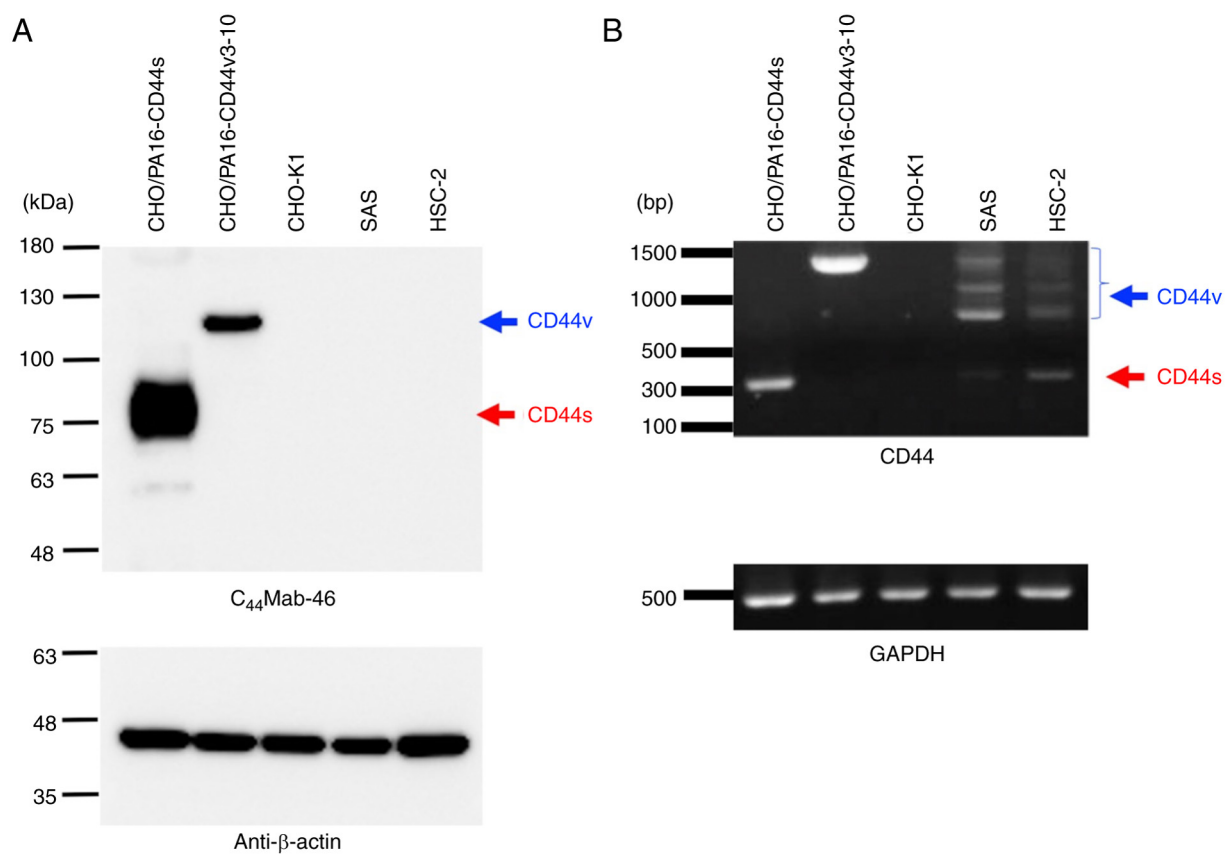 A
CHO/PA16-CD44s
CHO/PA16-CD44v3-10
CHO-K1
SAS
HSC-2
(kDa)
180
130
100
75
63
48
CD44v
CD44s
C₄₄Mab-46
63
48
35
Anti-β-actin
B
CHO/PA16-CD44s
CHO/PA16-CD44v3-10
CHO-K1
SAS
HSC-2
(bp)
1500
1000
500
300
100
CD44v
CD44s
CD44
500
GAPDH